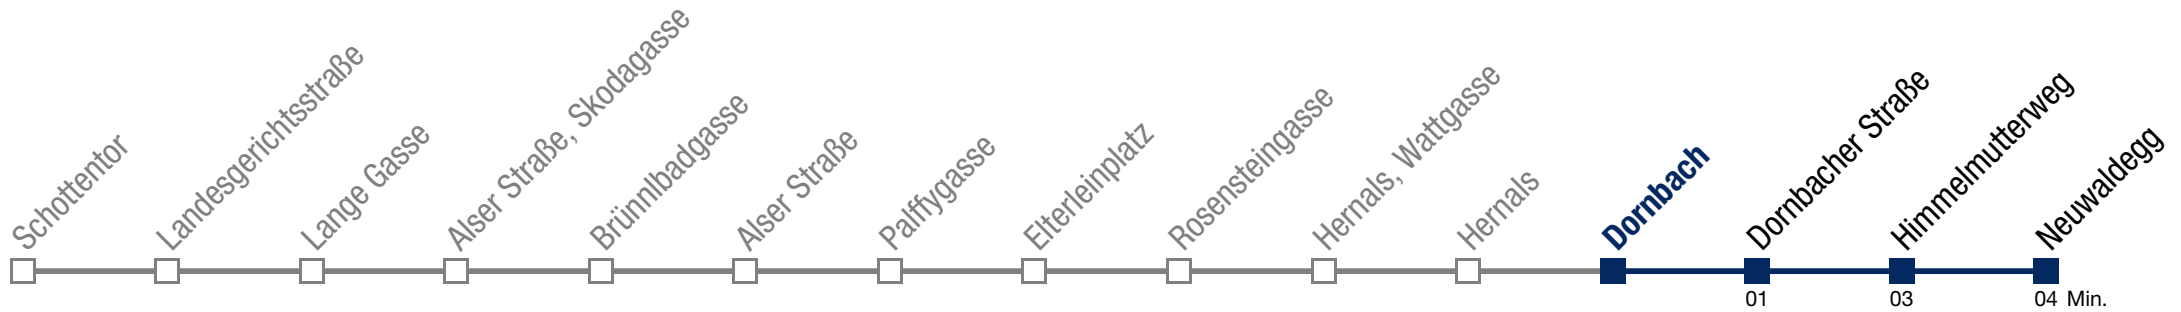 Schottentor
Landesgerichtsstraße
Lange Gasse
Alser Straße, Skodagasse
Brünnlbadgasse
Alser Straße
Palffygasse
Elterleinplatz
Rosensteingasse
Hernals, Wattgasse
Hernals
Dornbach
Dornbacher Straße
Himmelmutterweg
Neuwaldegg
01 03 04 Min.